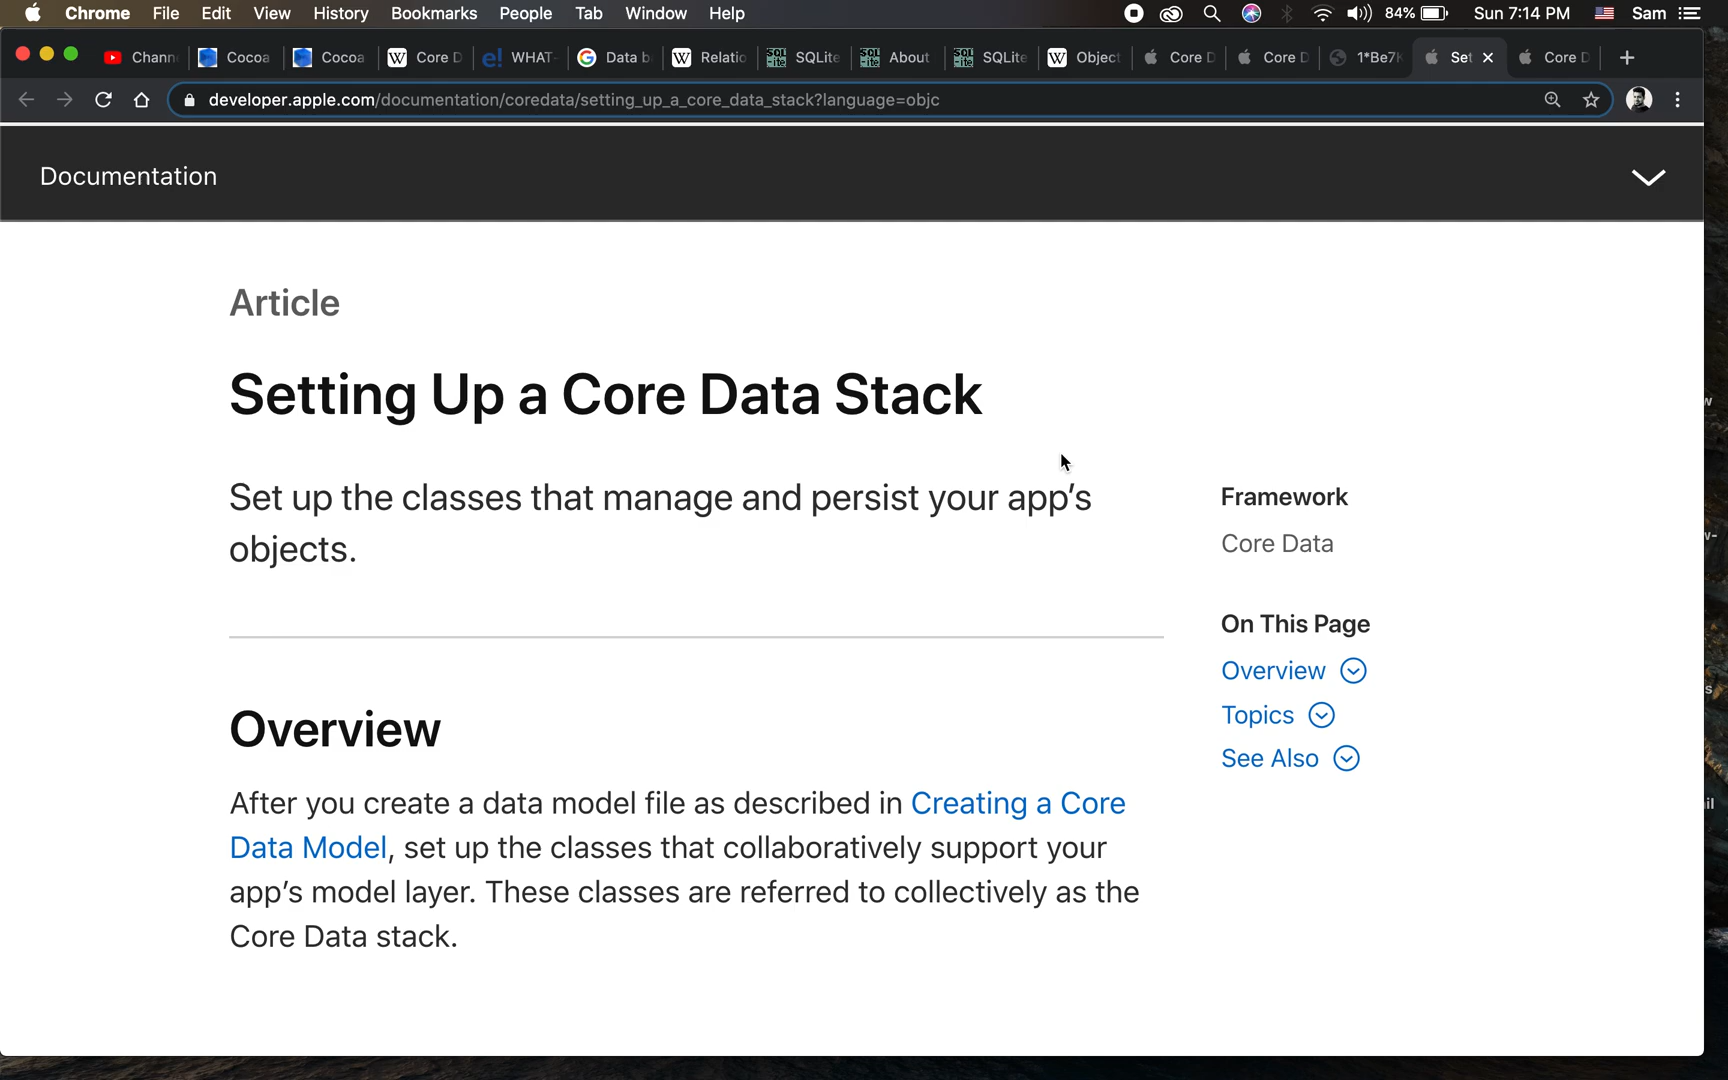 Chrome File Edit View History Bookmarks People Tab Window Help 84% Sun 7:14 PM Sam
Chann Cocoa Cocoa Core D WHAT- Data b Relatio SQLite About SQLite Object Core D Core D 1*Be7K Set Core D
developer.apple.com/documentation/coredata/setting_up_a_core_data_stack?language=objc
Documentation
Article
Setting Up a Core Data Stack
Set up the classes that manage and persist your app’s
objects.
Framework
Core Data
On This Page
Overview
Topics
See Also
Overview
After you create a data model file as described in Creating a Core
Data Model, set up the classes that collaboratively support your
app’s model layer. These classes are referred to collectively as the
Core Data stack.